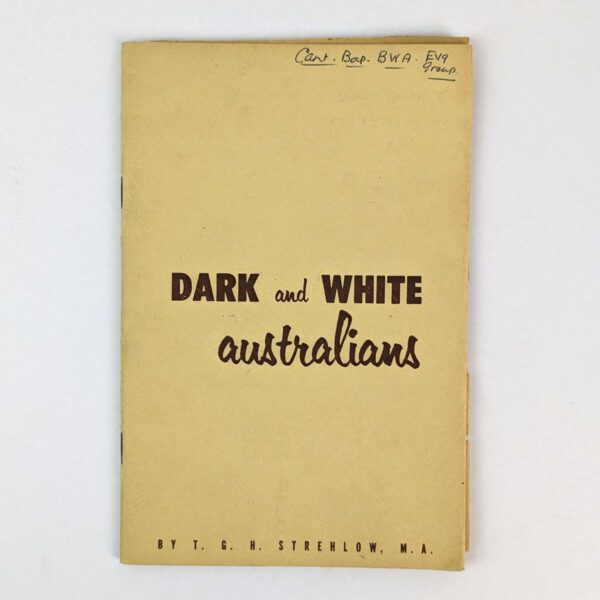 Cant. Bap. BWA. Evg
group.
DARK and WHITE
australians
BY T. G. H. STREHLOW, M.A.